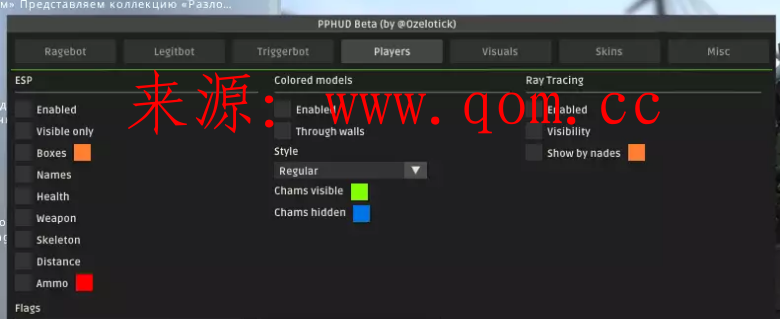 м» Представляем коллекцию «Разло...
PPHUD Beta (by @Ozelotick)
Ragebot Legitbot Triggerbot Players Visuals Skins Misc
ESP Colored models Ray Tracing
来源: www.qom.cc
Enabled Enabled Enabled
Visible only Through walls Visibility
Boxes Style Show by nades
Names Regular
Health Chams visible
Weapon Chams hidden
Skeleton
Distance
Ammo
Flags